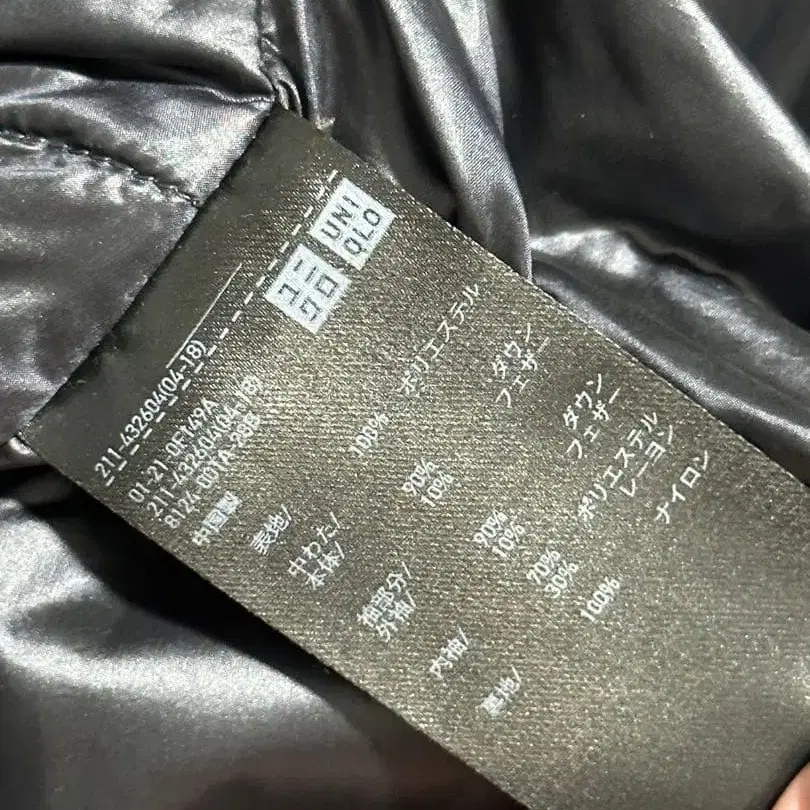 ユニ
クロ
UNI
QLO
211-432604(04-18)
01-21-0F149A
211-432604(04-18)
8124-001A-29B
中国製
表地/ 100% ポリエステル
中わた/
本体/ 90% ダウン
10% フェザー
袖部分/
外袖/ 90% ダウン
10% フェザー
内袖/ 70% ポリエステル
30% レーヨン
裏地/ 100% ナイロン